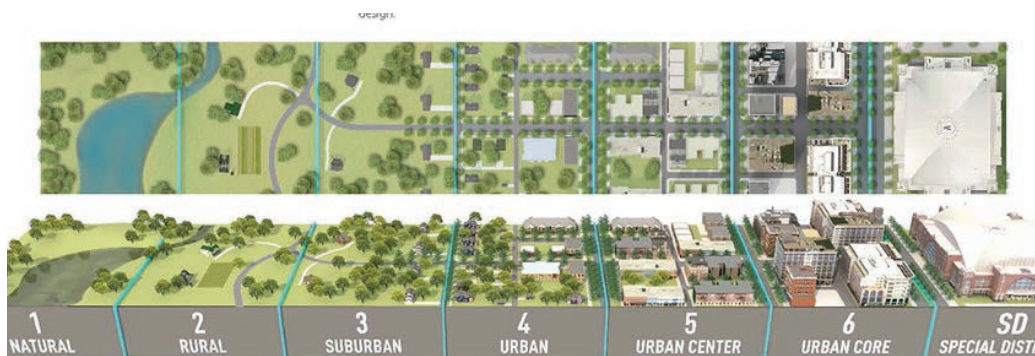 design.
1
NATURAL
2
RURAL
3
SUBURBAN
4
URBAN
5
URBAN CENTER
6
URBAN CORE
SD
SPECIAL DIST